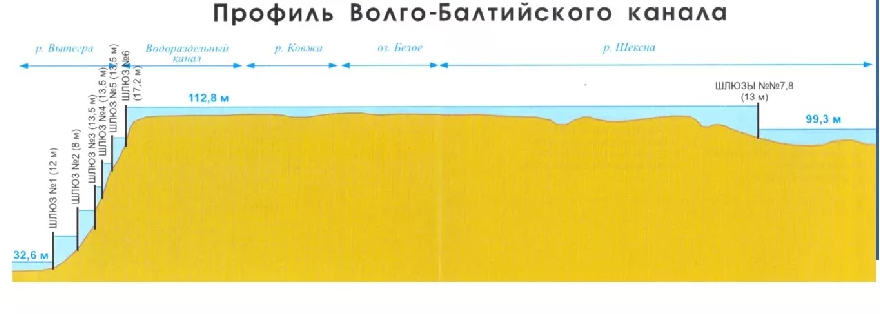 Профиль Волго-Балтийского канала
р. Вытегра
Водораздельный
канал
р. Ковжа
оз. Белое
р. Шексна
ШЛЮЗ №1 (12 м)
ШЛЮЗ №2 (8 м)
ШЛЮЗ №3 (13,5 м)
ШЛЮЗ №4 (13,5 м)
ШЛЮЗ №5 (13,5 м)
ШЛЮЗ №6
(17,2 м)
ШЛЮЗЫ №№7,8
(13 м)
112,8 м
99,3 м
32,6 м